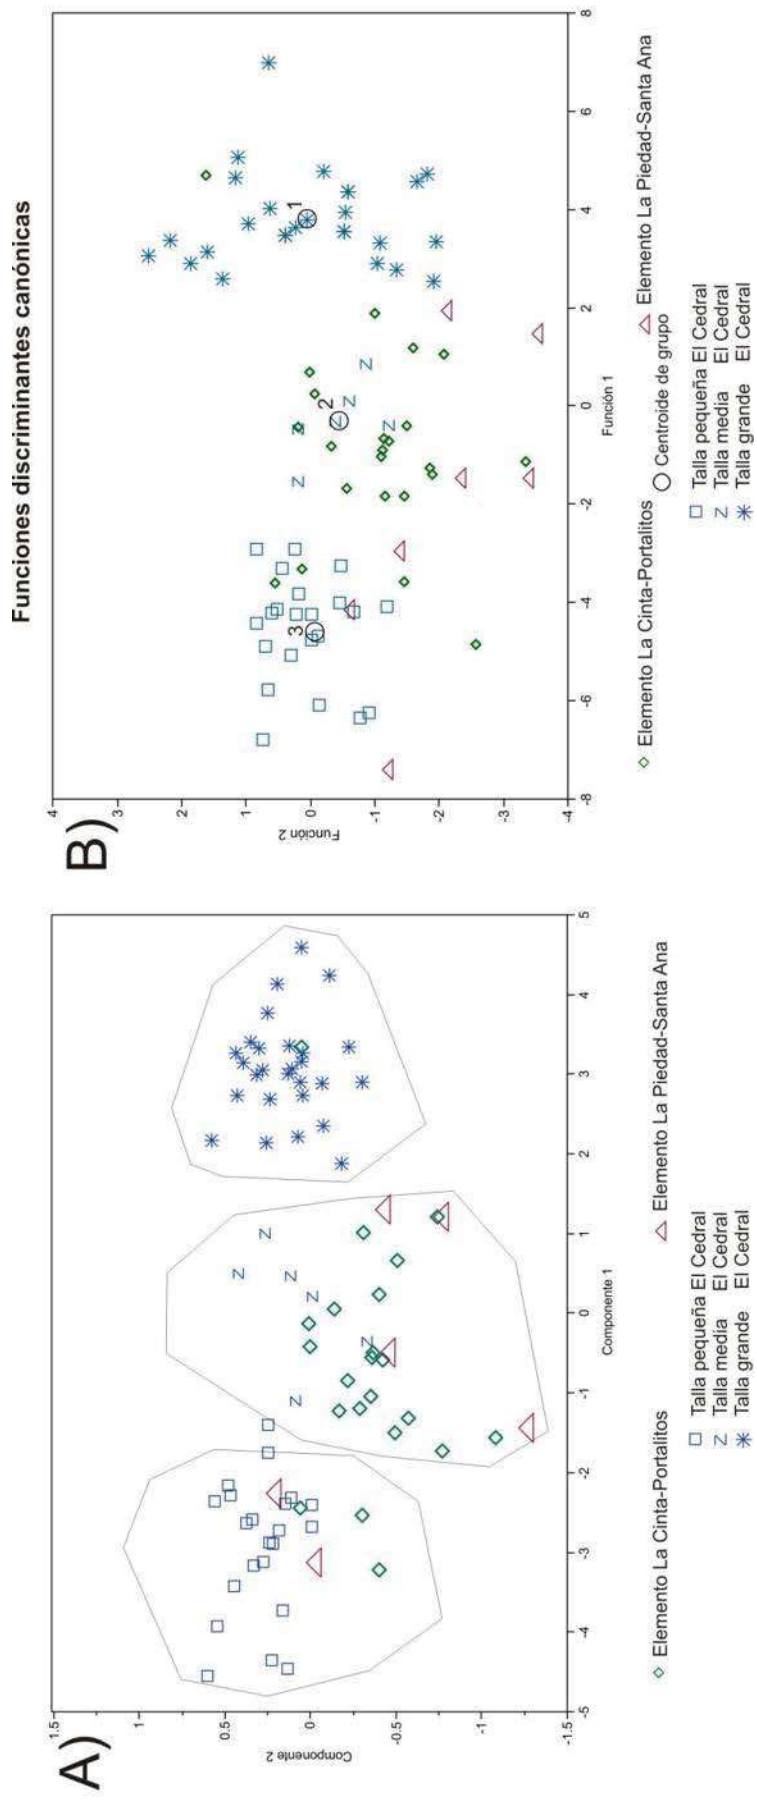 A)
1.5
1
0.5
0
-0.5
-1
-1.5
Componente 2
-5
-4
-3
-2
-1
0
1
2
3
4
5
Componente 1
Elemento La Cinta-Portalitos
Elemento La Piedad-Santa Ana
Talla pequeña El Cedral
Talla media El Cedral
Talla grande El Cedral
Funciones discriminantes canónicas
B)
4
3
2
1
0
-1
-2
-3
-4
Función 2
3
2
1
-8
-6
-4
-2
0
2
4
6
8
Función 1
Elemento La Cinta-Portalitos
Elemento La Piedad-Santa Ana
Centroide de grupo
Talla pequeña El Cedral
Talla media El Cedral
Talla grande El Cedral